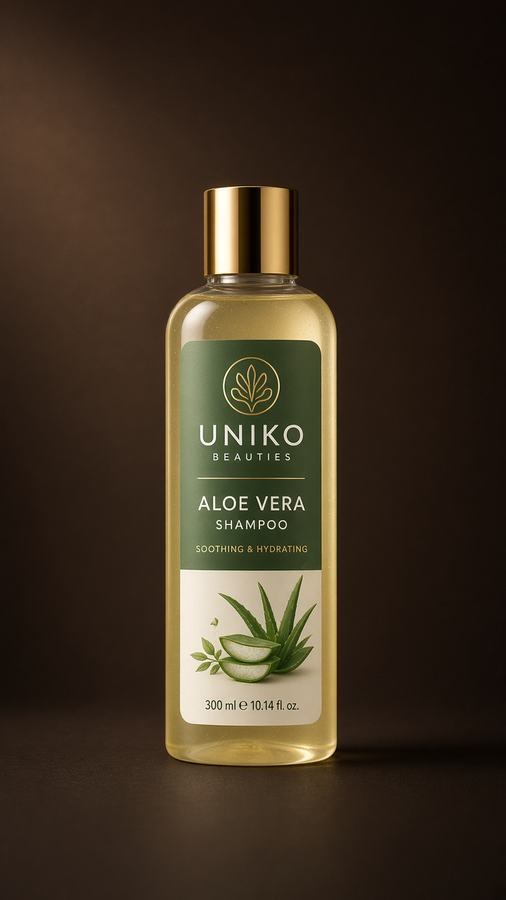 UNIKO
BEAUTIES
ALOE VERA
SHAMPOO
SOOTHING & HYDRATING
300 ml ℮ 10.14 fl. oz.